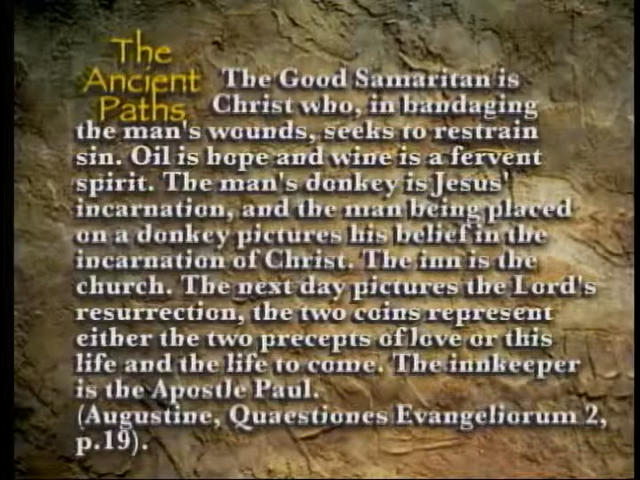 The
Ancient
Paths
The Good Samaritan is
Christ who, in bandaging
the man's wounds, seeks to restrain
sin. Oil is hope and wine is a fervent
spirit. The man's donkey is Jesus'
incarnation, and the man being placed
on a donkey pictures his belief in the
incarnation of Christ. The inn is the
church. The next day pictures the Lord's
resurrection, the two coins represent
either the two precepts of love or this
life and the life to come. The innkeeper
is the Apostle Paul.
(Augustine, Quaestiones Evangeliorum 2,
p.19).